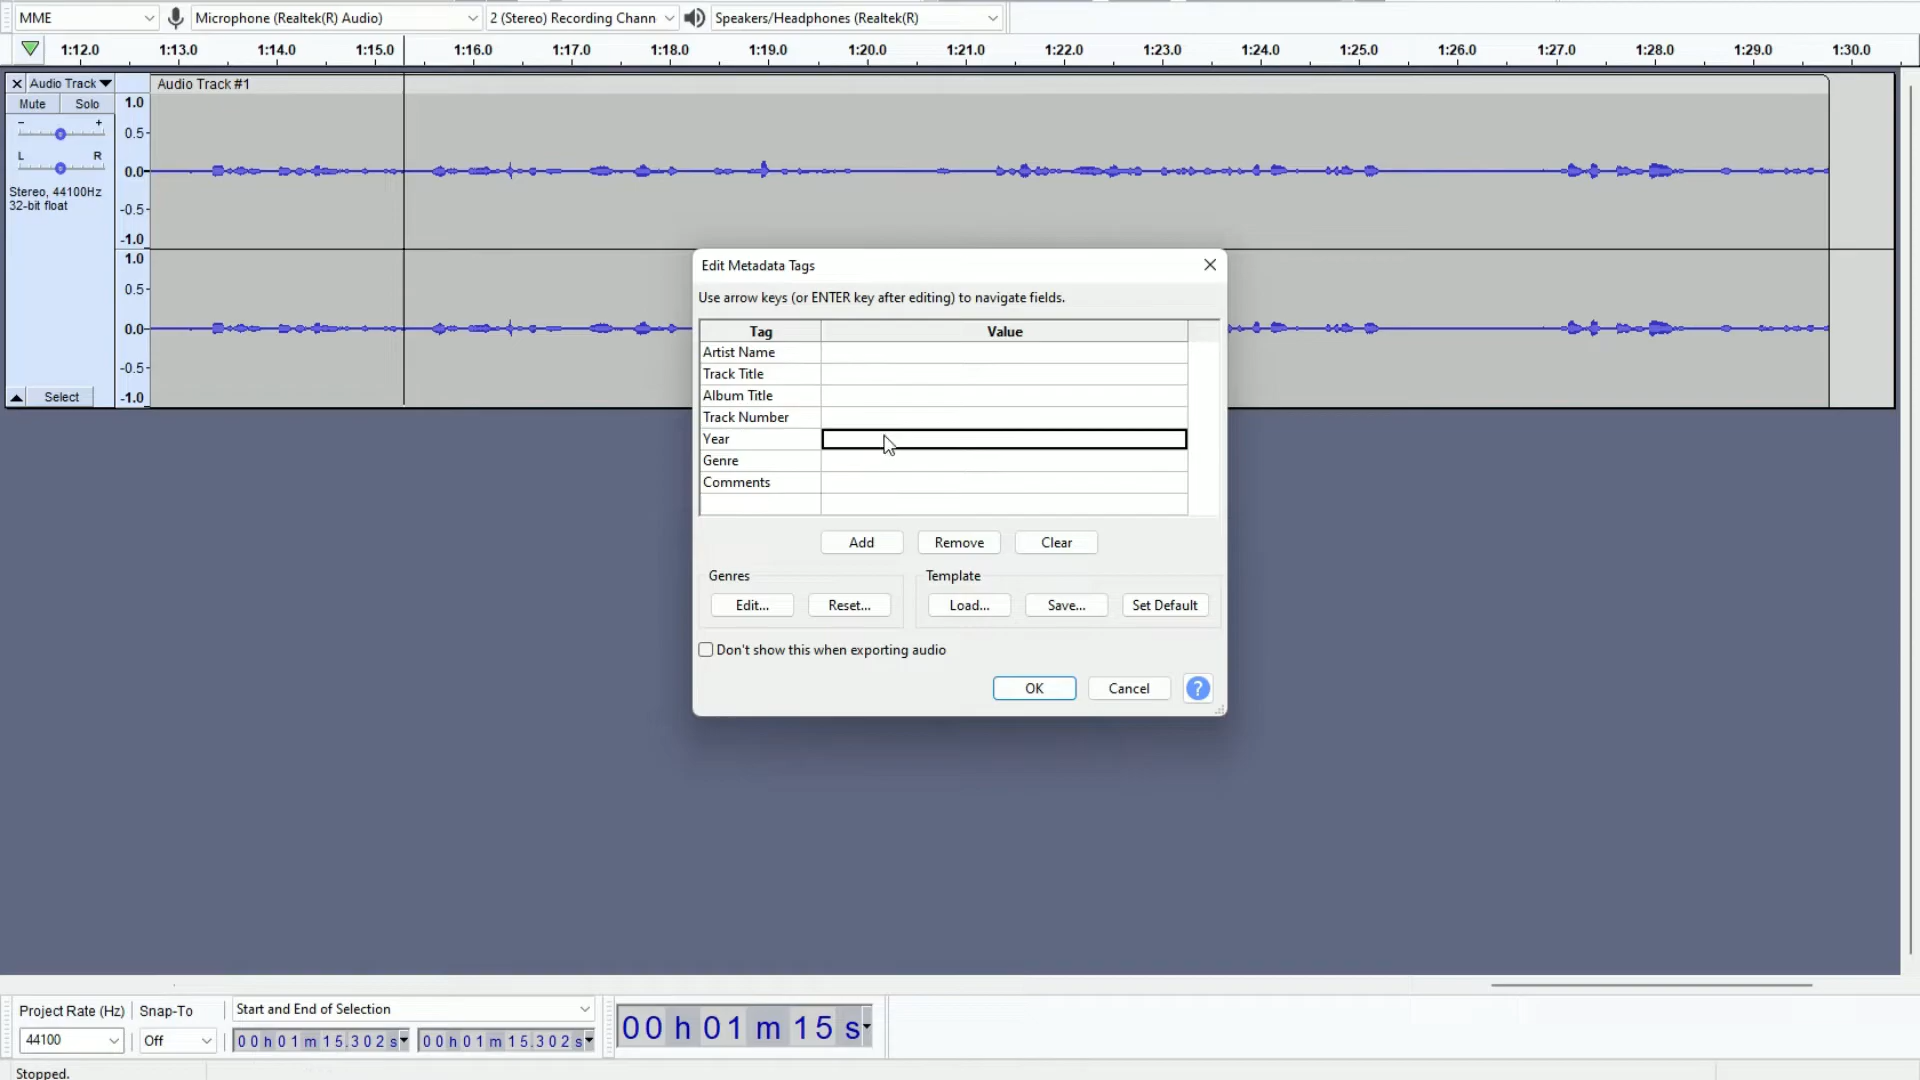 MME
Microphone (Realtek(R) Audio)
2 (Stereo) Recording Chann
Speakers/Headphones (Realtek(R)
1:12.0 1:13.0 1:14.0 1:15.0 1:16.0 1:17.0 1:18.0 1:19.0 1:20.0 1:21.0 1:22.0 1:23.0 1:24.0 1:25.0 1:26.0 1:27.0 1:28.0 1:29.0 1:30.0
Audio Track
Audio Track #1
Mute Solo
- +
L R
Stereo, 44100Hz
32-bit float
Select
1.0
0.5
0.0
-0.5
-1.0
1.0
0.5
0.0
-0.5
-1.0
Edit Metadata Tags
Use arrow keys (or ENTER key after editing) to navigate fields.
Tag Value
Artist Name
Track Title
Album Title
Track Number
Year
Genre
Comments
Add Remove Clear
Genres
Edit... Reset...
Template
Load... Save... Set Default
Don't show this when exporting audio
OK Cancel ?
Project Rate (Hz)
44100
Snap-To
Off
Start and End of Selection
00h01m15.302s
00h01m15.302s
00 h 01 m 15 s
Stopped.